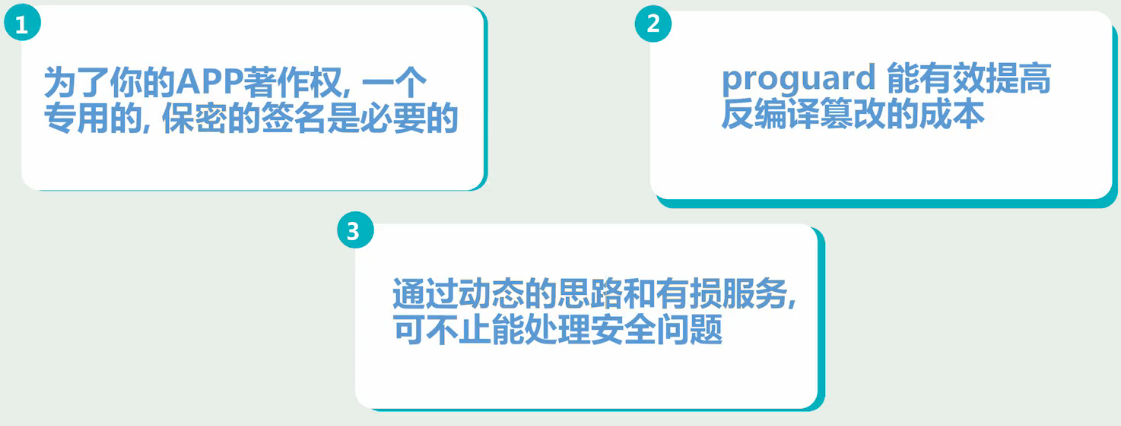 1
为了你的APP著作权, 一个
专用的, 保密的签名是必要的
2
proguard 能有效提高
反编译篡改的成本
3
通过动态的思路和有损服务,
可不止能处理安全问题